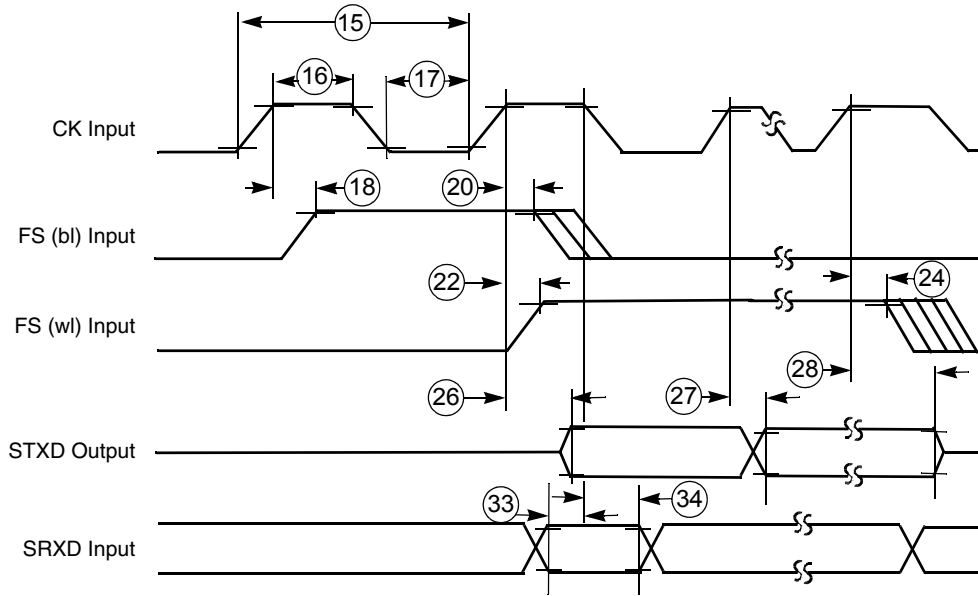 15
16
17
CK Input
18
20
FS (bl) Input
22
24
FS (wl) Input
26
27
28
STXD Output
33
34
SRXD Input